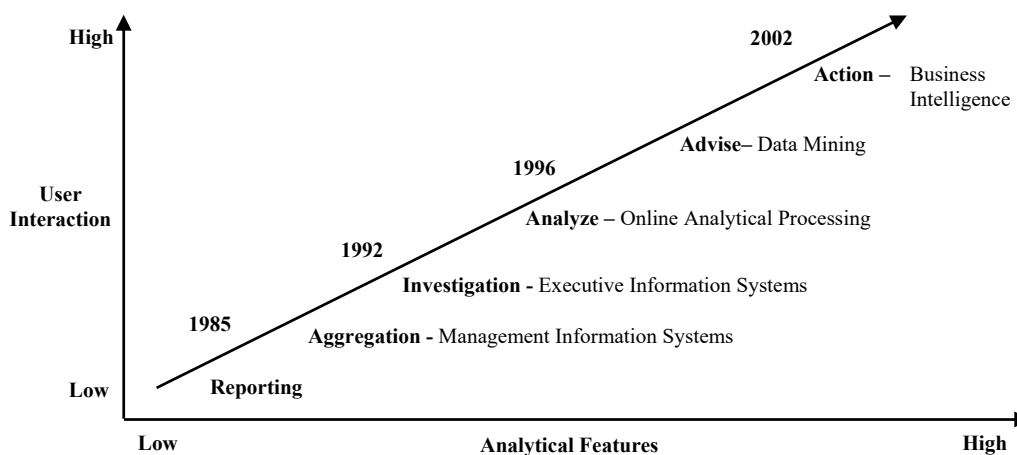 High
2002
Action – Business
Intelligence
Advise– Data Mining
1996
User
Interaction
Analyze – Online Analytical Processing
1992
Investigation - Executive Information Systems
1985
Aggregation - Management Information Systems
Low
Reporting
Low
Analytical Features
High